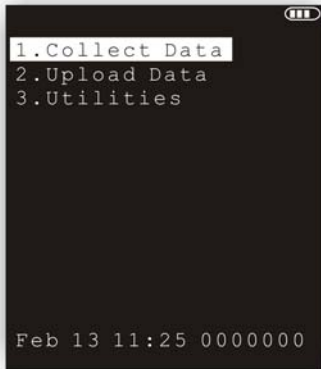 1.Collect Data
2.Upload Data
3.Utilities
Feb 13 11:25 0000000